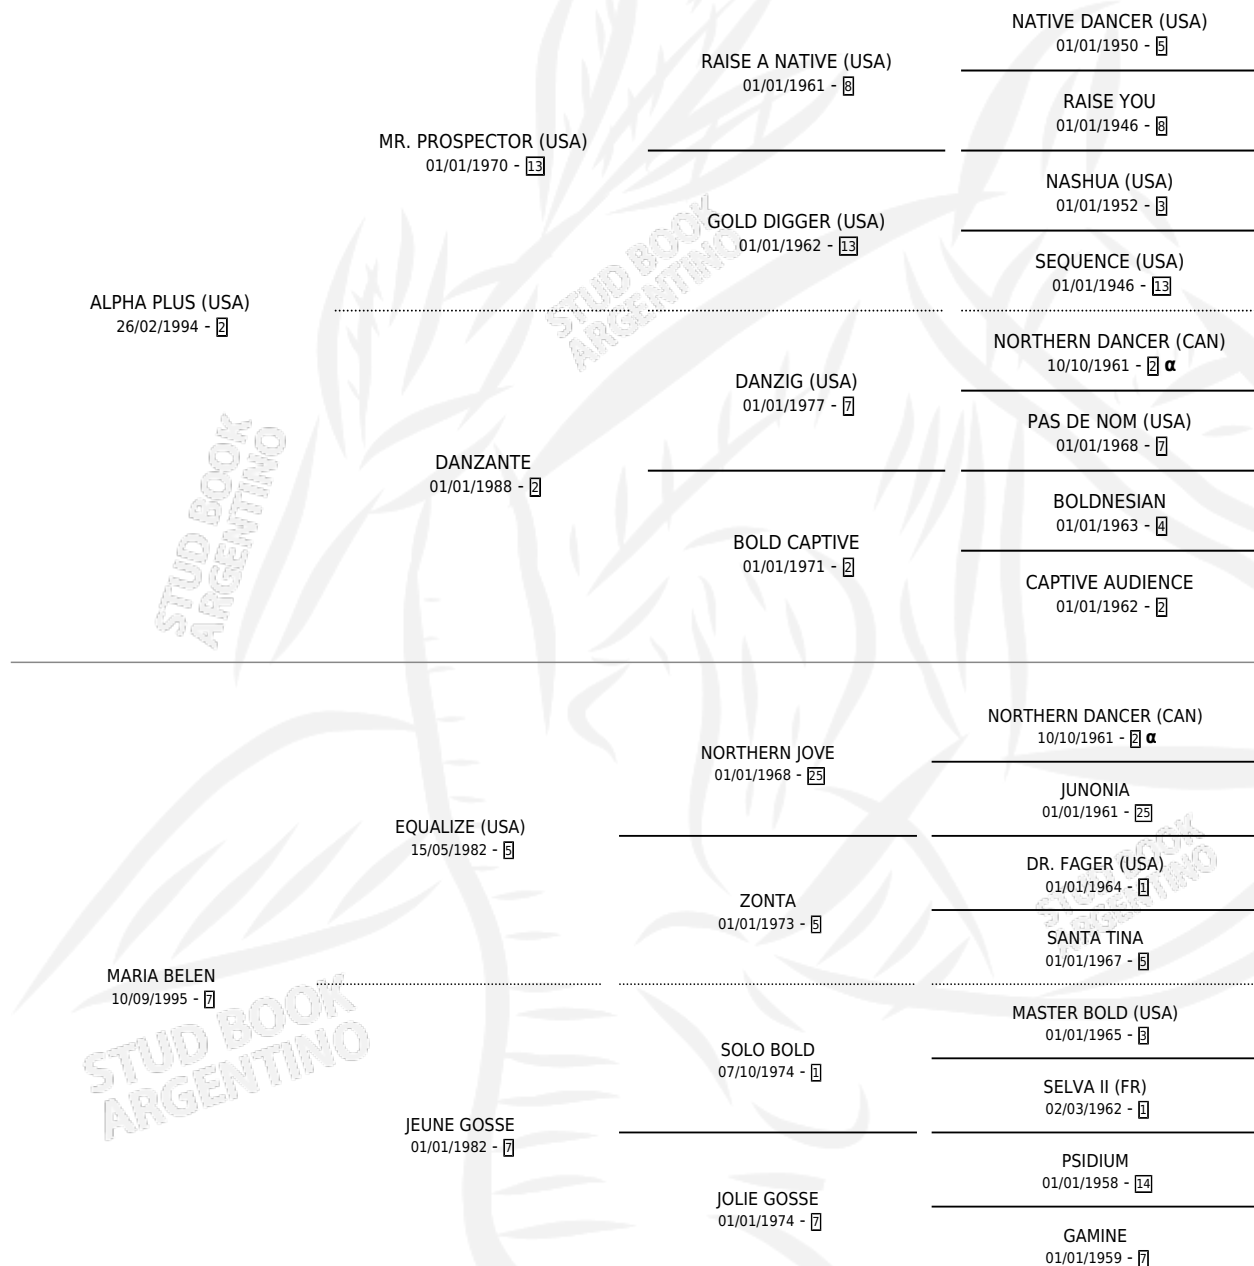 NATIVE DANCER (USA)
01/01/1950 - 5
RAISE A NATIVE (USA)
01/01/1961 - 8
RAISE YOU
01/01/1946 - 8
MR. PROSPECTOR (USA)
01/01/1970 - 13
NASHUA (USA)
01/01/1952 - 3
GOLD DIGGER (USA)
01/01/1962 - 13
SEQUENCE (USA)
01/01/1946 - 13
ALPHA PLUS (USA)
26/02/1994 - 2
NORTHERN DANCER (CAN)
10/10/1961 - 2 α
DANZIG (USA)
01/01/1977 - 7
PAS DE NOM (USA)
01/01/1968 - 7
DANZANTE
01/01/1988 - 2
BOLDNESIAN
01/01/1963 - 4
BOLD CAPTIVE
01/01/1971 - 2
CAPTIVE AUDIENCE
01/01/1962 - 2
NORTHERN DANCER (CAN)
10/10/1961 - 2 α
NORTHERN JOVE
01/01/1968 - 25
JUNONIA
01/01/1961 - 25
EQUALIZE (USA)
15/05/1982 - 5
DR. FAGER (USA)
01/01/1964 - 1
ZONTA
01/01/1973 - 5
SANTA TINA
01/01/1967 - 5
MARIA BELEN
10/09/1995 - 7
MASTER BOLD (USA)
01/01/1965 - 3
SOLO BOLD
07/10/1974 - 1
SELVA II (FR)
02/03/1962 - 1
JEUNE GOSSE
01/01/1982 - 7
PSIDIUM
01/01/1958 - 14
JOLIE GOSSE
01/01/1974 - 7
GAMINE
01/01/1959 - 7
STUD BOOK
ARGENTINO
STUD BOOK
ARGENTINO
STUD BOOK
ARGENTINO
STUD BOOK
ARGENTINO